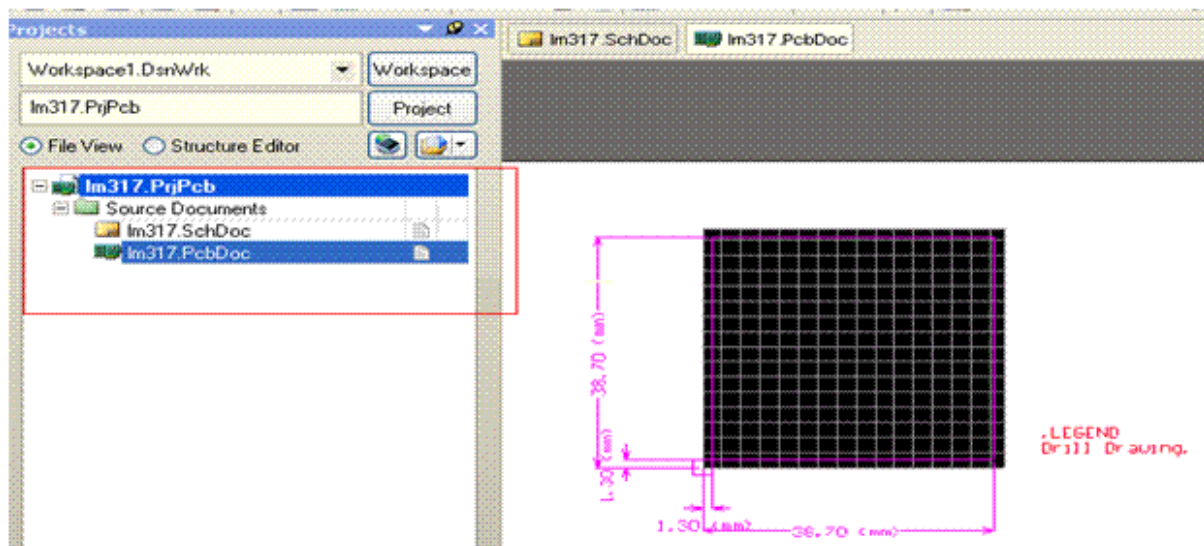 Projects
Workspace1.DsnWrk
Workspace
lm317.PrjPcb
Project
File View
Structure Editor
lm317.PrjPcb
Source Documents
lm317.SchDoc
lm317.PcbDoc
lm317.SchDoc
lm317.PcbDoc
38.70 (mm)
1.30 (mm)
1.30 (mm)
38.70 (mm)
.LEGEND
Drill Drawing.